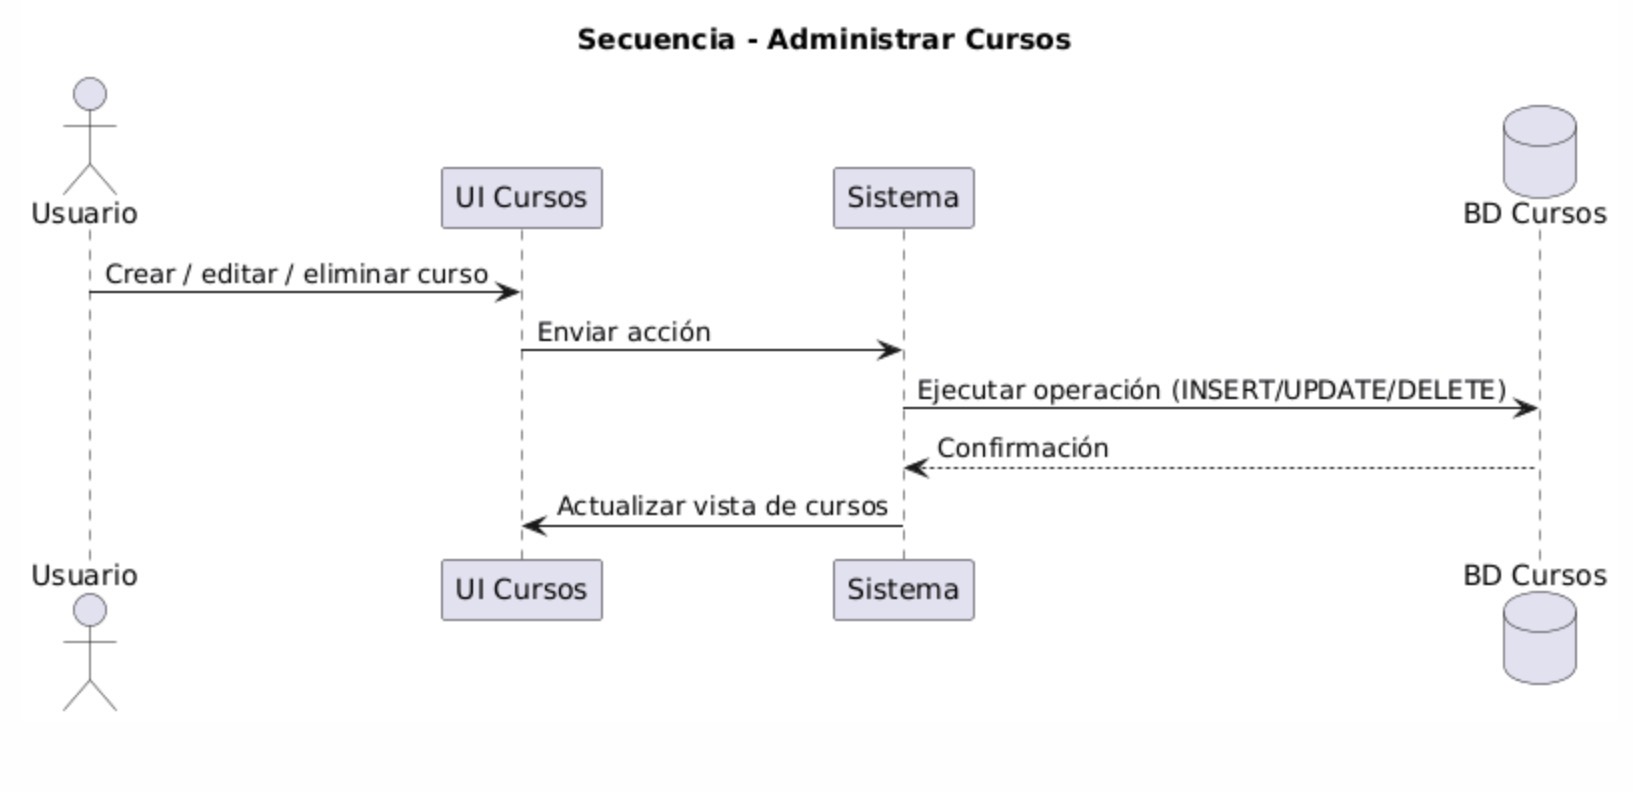 Secuencia - Administrar Cursos
Usuario
UI Cursos
Sistema
BD Cursos
Crear / editar / eliminar curso
Enviar acción
Ejecutar operación (INSERT/UPDATE/DELETE)
Confirmación
Actualizar vista de cursos
Usuario
UI Cursos
Sistema
BD Cursos